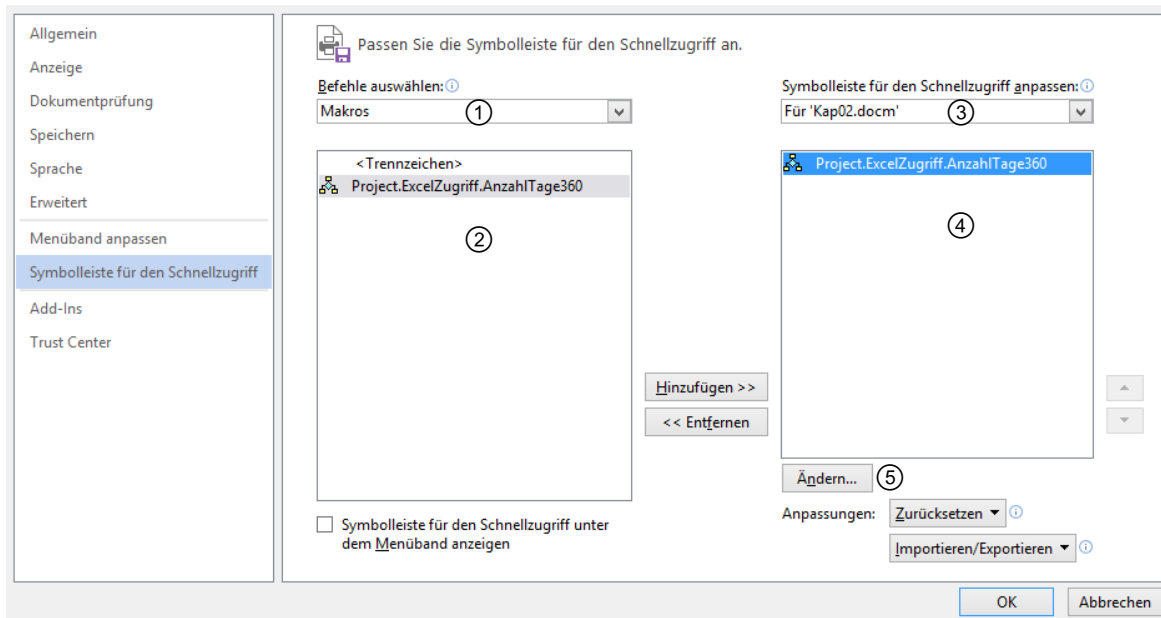 Allgemein
Anzeige
Dokumentprüfung
Speichern
Sprache
Erweitert
Menüband anpassen
Symbolleiste für den Schnellzugriff
Add-Ins
Trust Center
Passen Sie die Symbolleiste für den Schnellzugriff an.
Befehle auswählen:
Makros ①
<Trennzeichen>
Project.ExcelZugriff.AnzahlTage360
②
Symbolleiste für den Schnellzugriff unter
dem Menüband anzeigen
Hinzufügen >>
<< Entfernen
Symbolleiste für den Schnellzugriff anpassen:
Für 'Kap02.docm' ③
Project.ExcelZugriff.AnzahlTage360
④
Ändern... ⑤
Anpassungen: Zurücksetzen
Importieren/Exportieren
OK Abbrechen